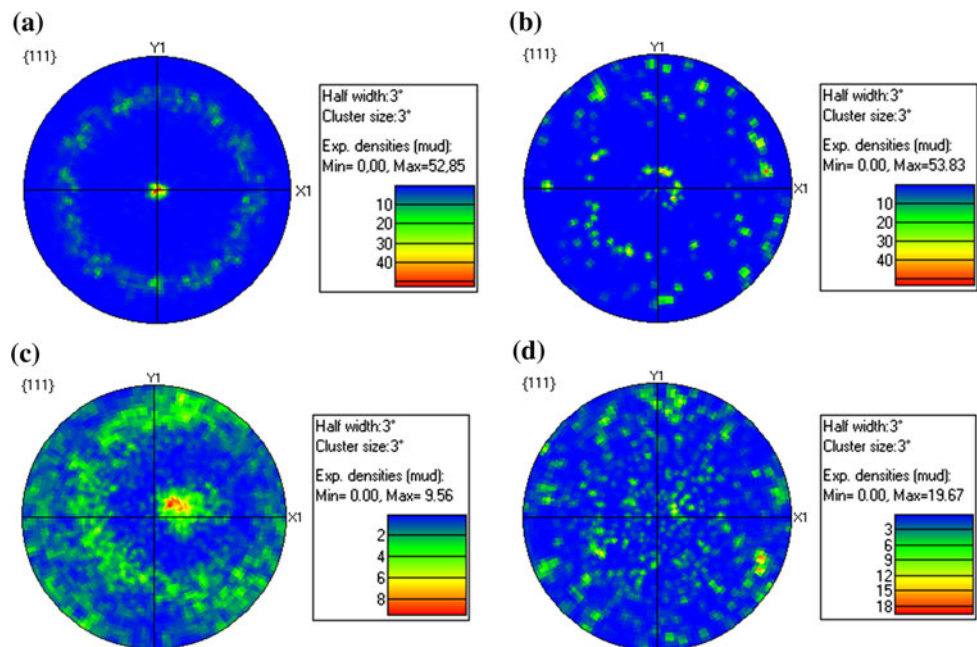 (a)
{111}
Y1
X1
Half width:3°
Cluster size:3°
Exp. densities (mud):
Min= 0,00, Max=52,85
10
20
30
40
(b)
{111}
Y1
X1
Half width:3°
Cluster size:3°
Exp. densities (mud):
Min= 0.00, Max=53.83
10
20
30
40
(c)
{111}
Y1
X1
Half width:3°
Cluster size:3°
Exp. densities (mud):
Min= 0.00, Max= 9.56
2
4
6
8
(d)
{111}
Y1
X1
Half width:3°
Cluster size:3°
Exp. densities (mud):
Min= 0.00, Max=19.67
3
6
9
12
15
18